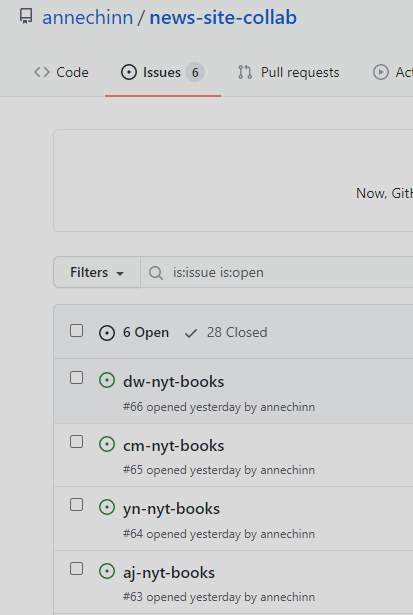 annechinn / news-site-collab
Code Issues 6 Pull requests
Now,
Filters is:issue is:open
6 Open 28 Closed
dw-nyt-books
#66 opened yesterday by annechinn
cm-nyt-books
#65 opened yesterday by annechinn
yn-nyt-books
#64 opened yesterday by annechinn
aj-nyt-books
#63 opened yesterday by annechinn